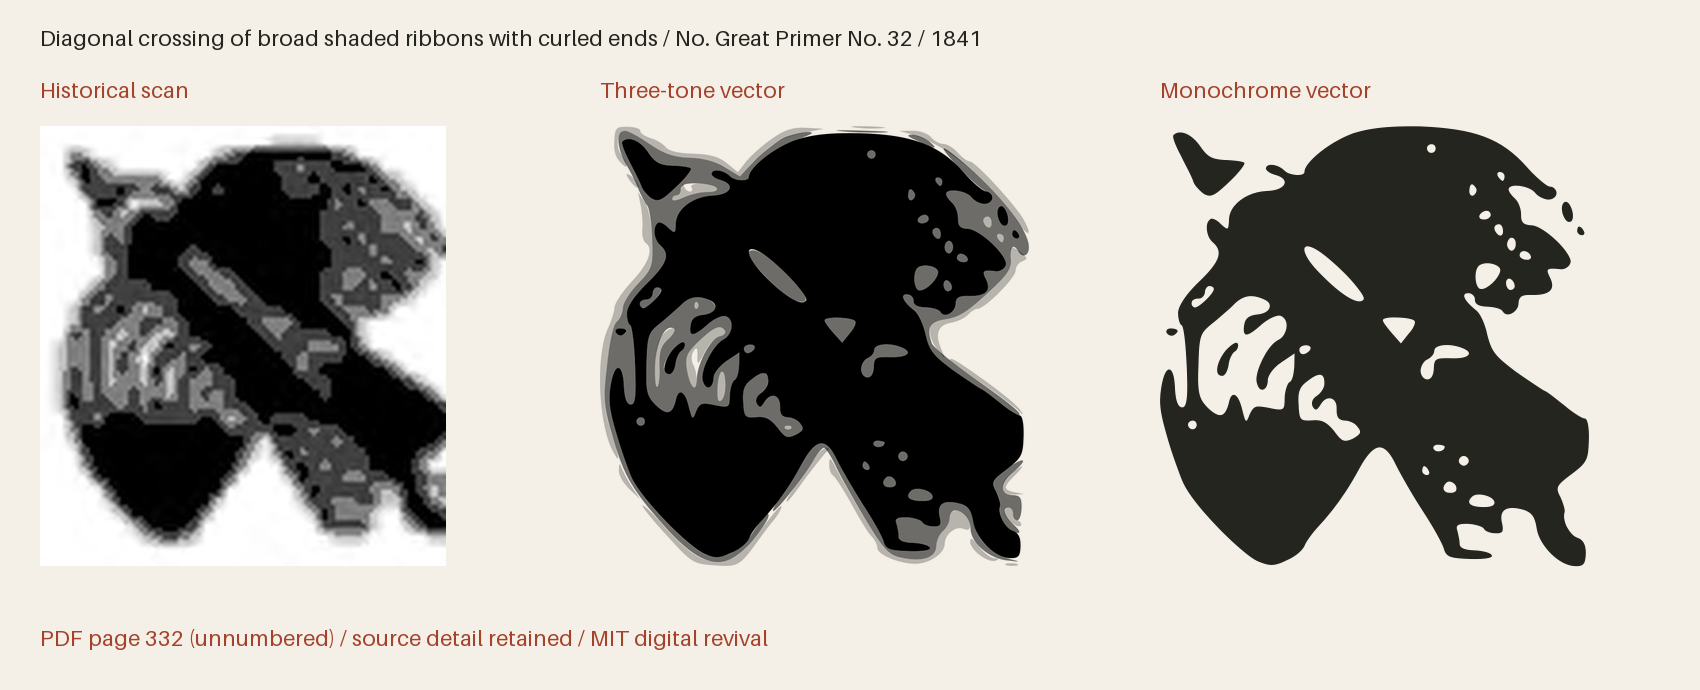 Diagonal crossing of broad shaded ribbons with curled ends / No. Great Primer No. 32 / 1841
Historical scan
Three-tone vector
Monochrome vector
PDF page 332 (unnumbered) / source detail retained / MIT digital revival